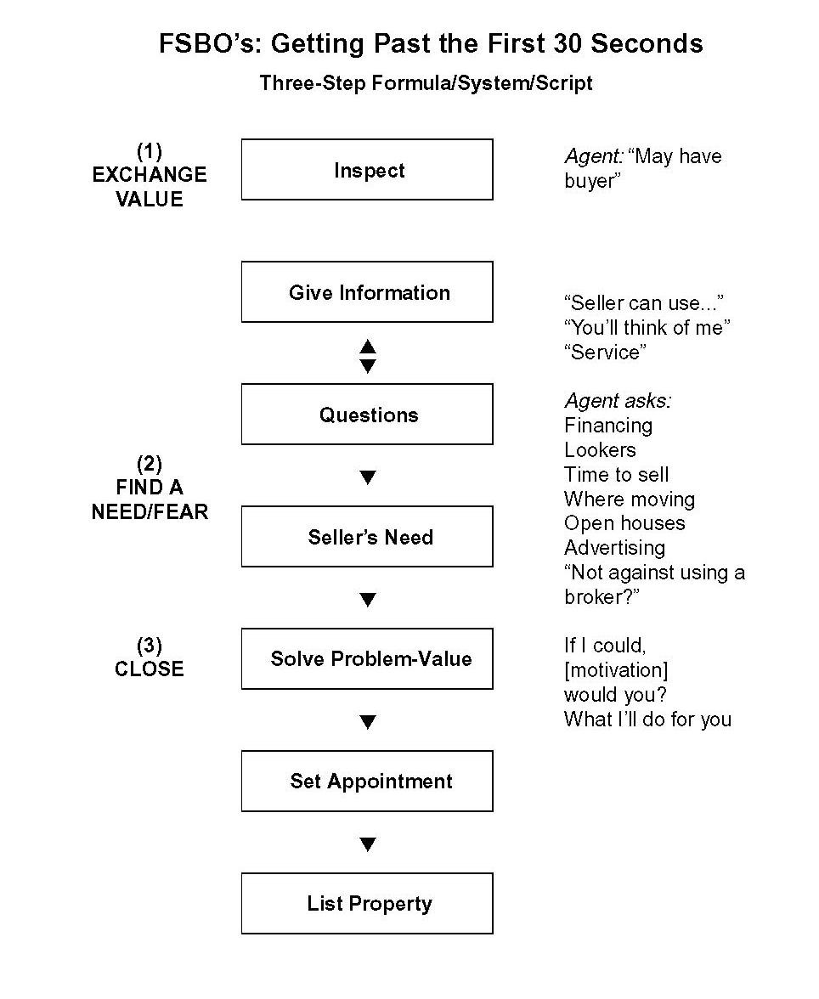 FSBO’s: Getting Past the First 30 Seconds
Three-Step Formula/System/Script
(1)
EXCHANGE
VALUE
Inspect
Agent: “May have
buyer”
Give Information
“Seller can use...”
“You’ll think of me”
“Service”
Questions
Agent asks:
Financing
Lookers
Time to sell
Where moving
Open houses
Advertising
“Not against using a
broker?”
(2)
FIND A
NEED/FEAR
Seller’s Need
(3)
CLOSE
Solve Problem-Value
If I could,
[motivation]
would you?
What I’ll do for you
Set Appointment
List Property